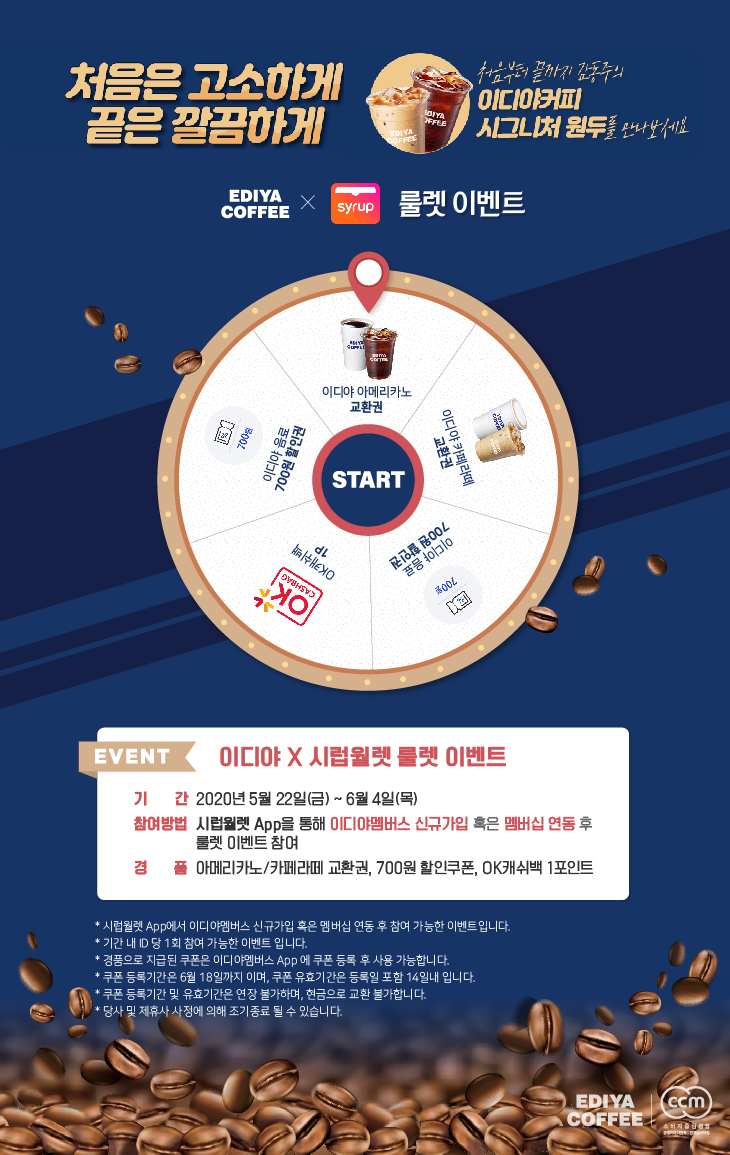 처음은 고소하게
끝은 깔끔하게
처음부터 끝까지 감동주의
이디야커피
시그니처 원두를 만나보세요
EDIYA
COFFEE
EDIYA
COFFEE
EDIYA
COFFEE
×
syrup
룰렛 이벤트
EDIYA
COFFEE
EDIYA
COFFEE
이디야 아메리카노
교환권
이디야 카페라떼
교환권
이디야 음료
700원 할인권
700원
OK캐쉬백
1P
OK
CASHBAG
이디야 음료
700원 할인권
700원
START
EVENT
이디야 X 시럽월렛 룰렛 이벤트
기 간 2020년 5월 22일(금) ~ 6월 4일(목)
참여방법 시럽월렛 App을 통해 이디야멤버스 신규가입 혹은 멤버십 연동 후
룰렛 이벤트 참여
경 품 아메리카노/카페라떼 교환권, 700원 할인쿠폰, OK캐쉬백 1포인트
* 시럽월렛 App에서 이디야멤버스 신규가입 혹은 멤버십 연동 후 참여 가능한 이벤트입니다.
* 기간 내 ID 당 1회 참여 가능한 이벤트 입니다.
* 경품으로 지급된 쿠폰은 이디야멤버스 App 에 쿠폰 등록 후 사용 가능합니다.
* 쿠폰 등록기간은 6월 18일까지 이며, 쿠폰 유효기간은 등록일 포함 14일내 입니다.
* 쿠폰 등록기간 및 유효기간은 연장 불가하며, 현금으로 교환 불가합니다.
* 당사 및 제휴사 사정에 의해 조기종료 될 수 있습니다.
EDIYA
COFFEE
ccm
소비자중심경영